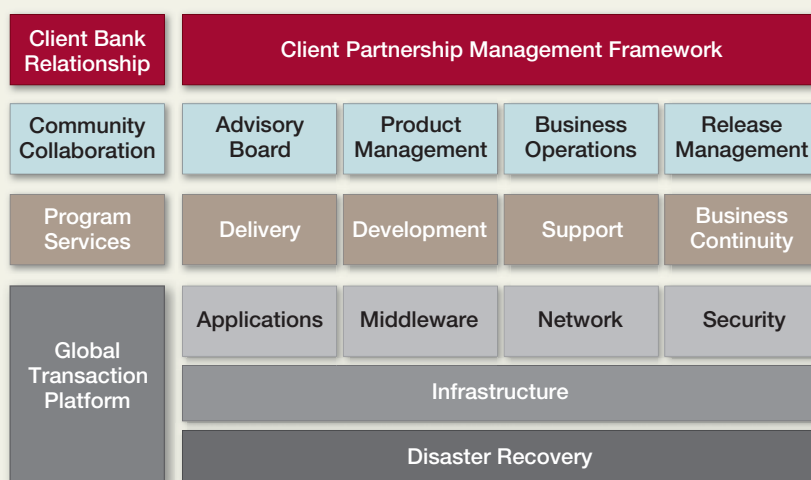 Client Bank
Relationship
Client Partnership Management Framework
Community
Collaboration
Advisory
Board
Product
Management
Business
Operations
Release
Management
Program
Services
Delivery
Development
Support
Business
Continuity
Global
Transaction
Platform
Applications
Middleware
Network
Security
Infrastructure
Disaster Recovery